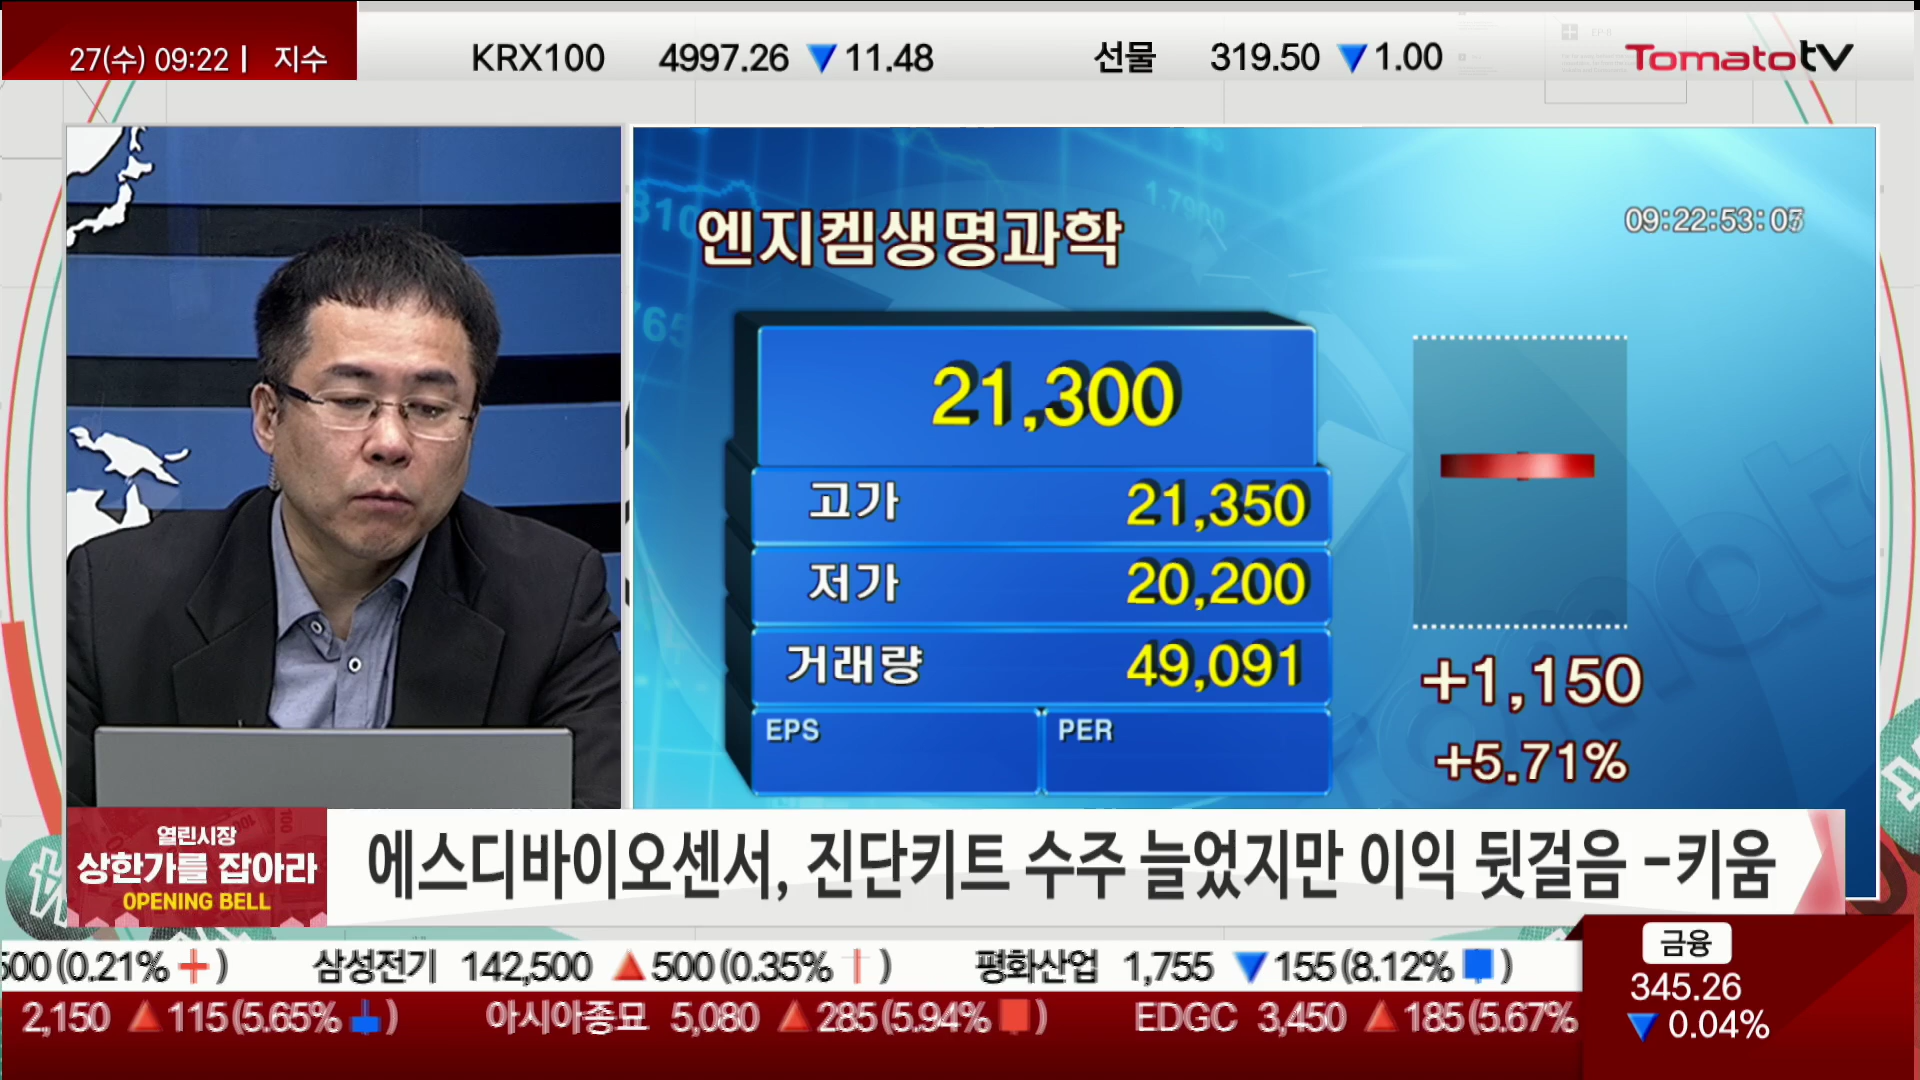 27(수) 09:22 | 지수 KRX100 4997.26 ▼ 11.48 선물 319.50 ▼ 1.00
Tomatotv
엔지켐생명과학
21,300
고가 21,350
저가 20,200
거래량 49,091
EPS PER
+1,150
+5.71%
열린시장
상한가를 잡아라
OPENING BELL
에스디바이오센서, 진단키트 수주 늘었지만 이익 뒷걸음 -키움
500 (0.21% ) 삼성전기 142,500 ▲ 500 (0.35% ) 평화산업 1,755 ▼ 155 (8.12% )
2,150 ▲ 115 (5.65% ) 아시아종묘 5,080 ▲ 285 (5.94% ) EDGC 3,450 ▲ 185 (5.67%
금융
345.26
▼ 0.04%